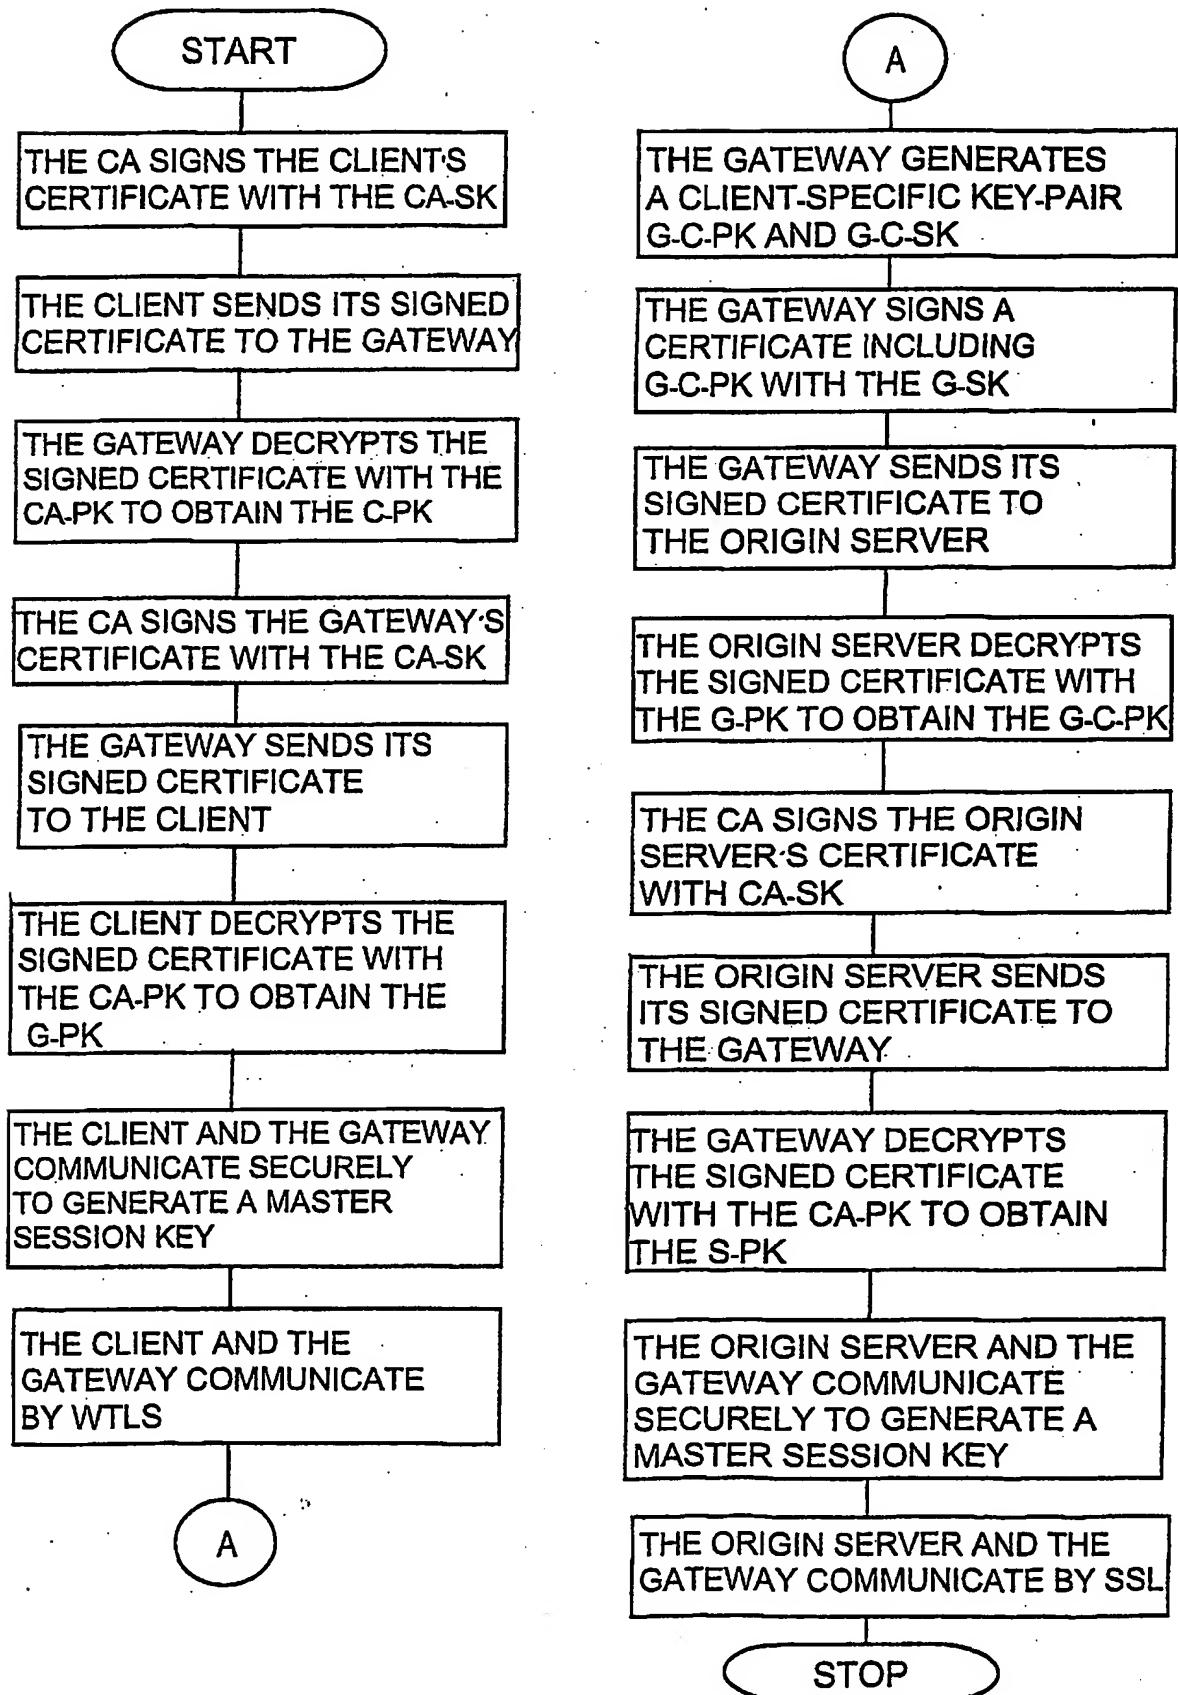 START
THE CA SIGNS THE CLIENT'S
CERTIFICATE WITH THE CA-SK
THE CLIENT SENDS ITS SIGNED
CERTIFICATE TO THE GATEWAY
THE GATEWAY DECRYPTS THE
SIGNED CERTIFICATE WITH THE
CA-PK TO OBTAIN THE C-PK
THE CA SIGNS THE GATEWAY'S
CERTIFICATE WITH THE CA-SK
THE GATEWAY SENDS ITS
SIGNED CERTIFICATE
TO THE CLIENT
THE CLIENT DECRYPTS THE
SIGNED CERTIFICATE WITH
THE CA-PK TO OBTAIN THE
G-PK
THE CLIENT AND THE GATEWAY
COMMUNICATE SECURELY
TO GENERATE A MASTER
SESSION KEY
THE CLIENT AND THE
GATEWAY COMMUNICATE
BY WTLS
A
A
THE GATEWAY GENERATES
A CLIENT-SPECIFIC KEY-PAIR
G-C-PK AND G-C-SK
THE GATEWAY SIGNS A
CERTIFICATE INCLUDING
G-C-PK WITH THE G-SK
THE GATEWAY SENDS ITS
SIGNED CERTIFICATE TO
THE ORIGIN SERVER
THE ORIGIN SERVER DECRYPTS
THE SIGNED CERTIFICATE WITH
THE G-PK TO OBTAIN THE G-C-PK
THE CA SIGNS THE ORIGIN
SERVER'S CERTIFICATE
WITH CA-SK
THE ORIGIN SERVER SENDS
ITS SIGNED CERTIFICATE TO
THE GATEWAY
THE GATEWAY DECRYPTS
THE SIGNED CERTIFICATE
WITH THE CA-PK TO OBTAIN
THE S-PK
THE ORIGIN SERVER AND THE
GATEWAY COMMUNICATE
SECURELY TO GENERATE A
MASTER SESSION KEY
THE ORIGIN SERVER AND THE
GATEWAY COMMUNICATE BY SSL
STOP